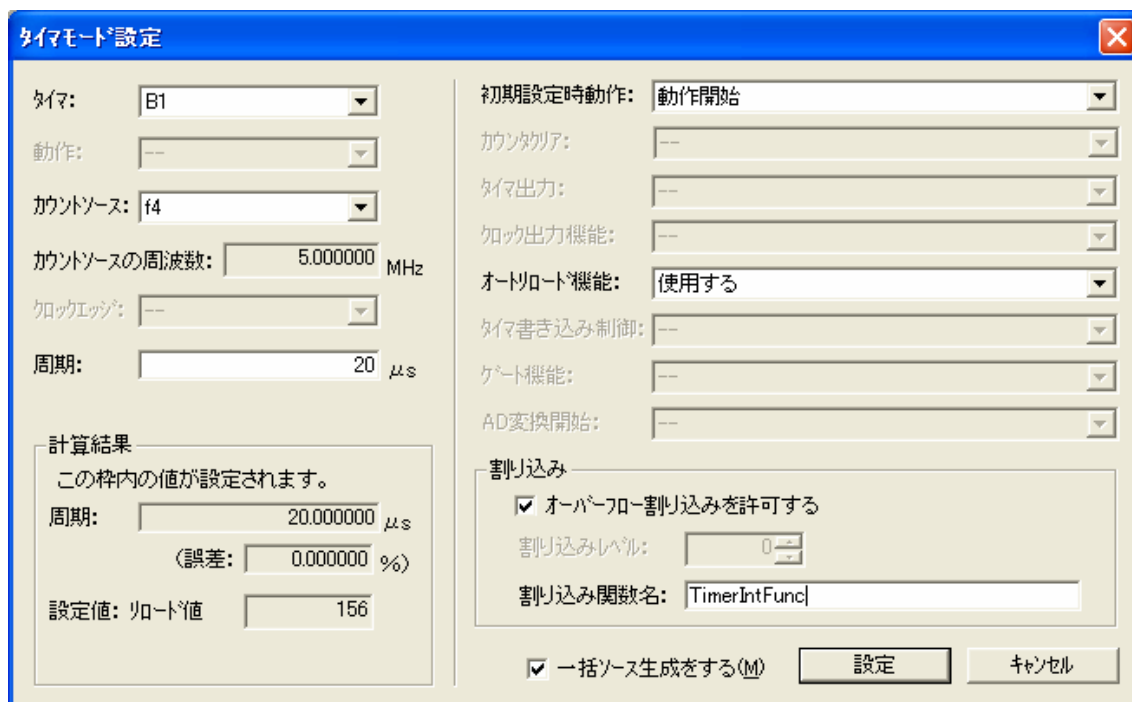 タイマモード設定
タイマ: B1
動作: --
カウントソース: f4
カウントソースの周波数: 5.000000 MHz
クロックエッジ: --
周期: 20 μs
計算結果
この枠内の値が設定されます。
周期: 20.000000 μs
(誤差: 0.000000 %)
設定値: リロード値 156
初期設定時動作: 動作開始
カウンタクリア: --
タイマ出力: --
クロック出力機能: --
オートリロード機能: 使用する
タイマ書き込み制御: --
ゲート機能: --
AD変換開始: --
割り込み
オーバーフロー割り込みを許可する
割り込みレベル: 0
割り込み関数名: TimerIntFunc
一括ソース生成をする(M) 設定 キャンセル